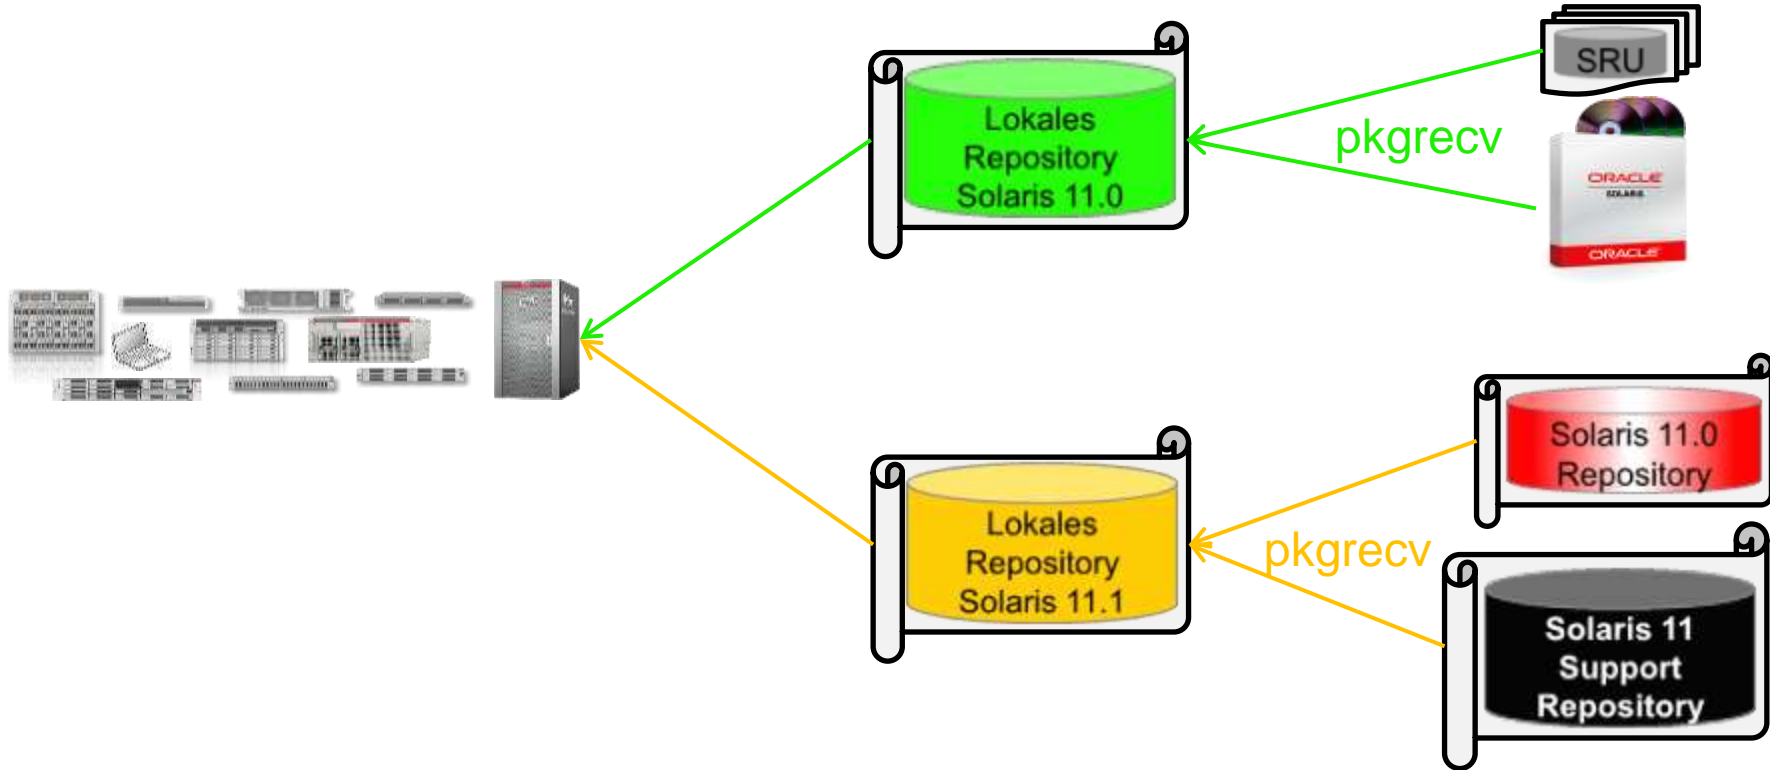 SRU
Lokales
Repository
Solaris 11.0
pkgrecv
ORACLE
SOLARIS
ORACLE
Solaris 11.0
Repository
Lokales
Repository
Solaris 11.1
pkgrecv
Solaris 11
Support
Repository